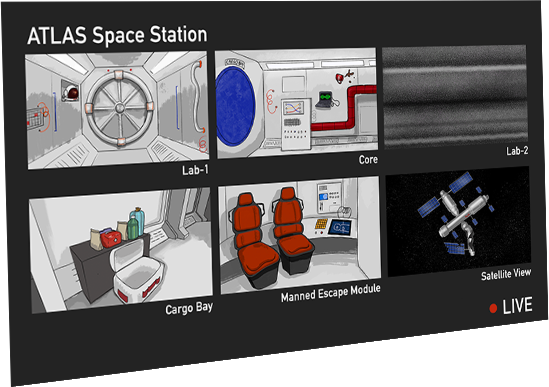 ATLAS Space Station
Lab-1
Core
Lab-2
Cargo Bay
Manned Escape Module
Satellite View
LIVE